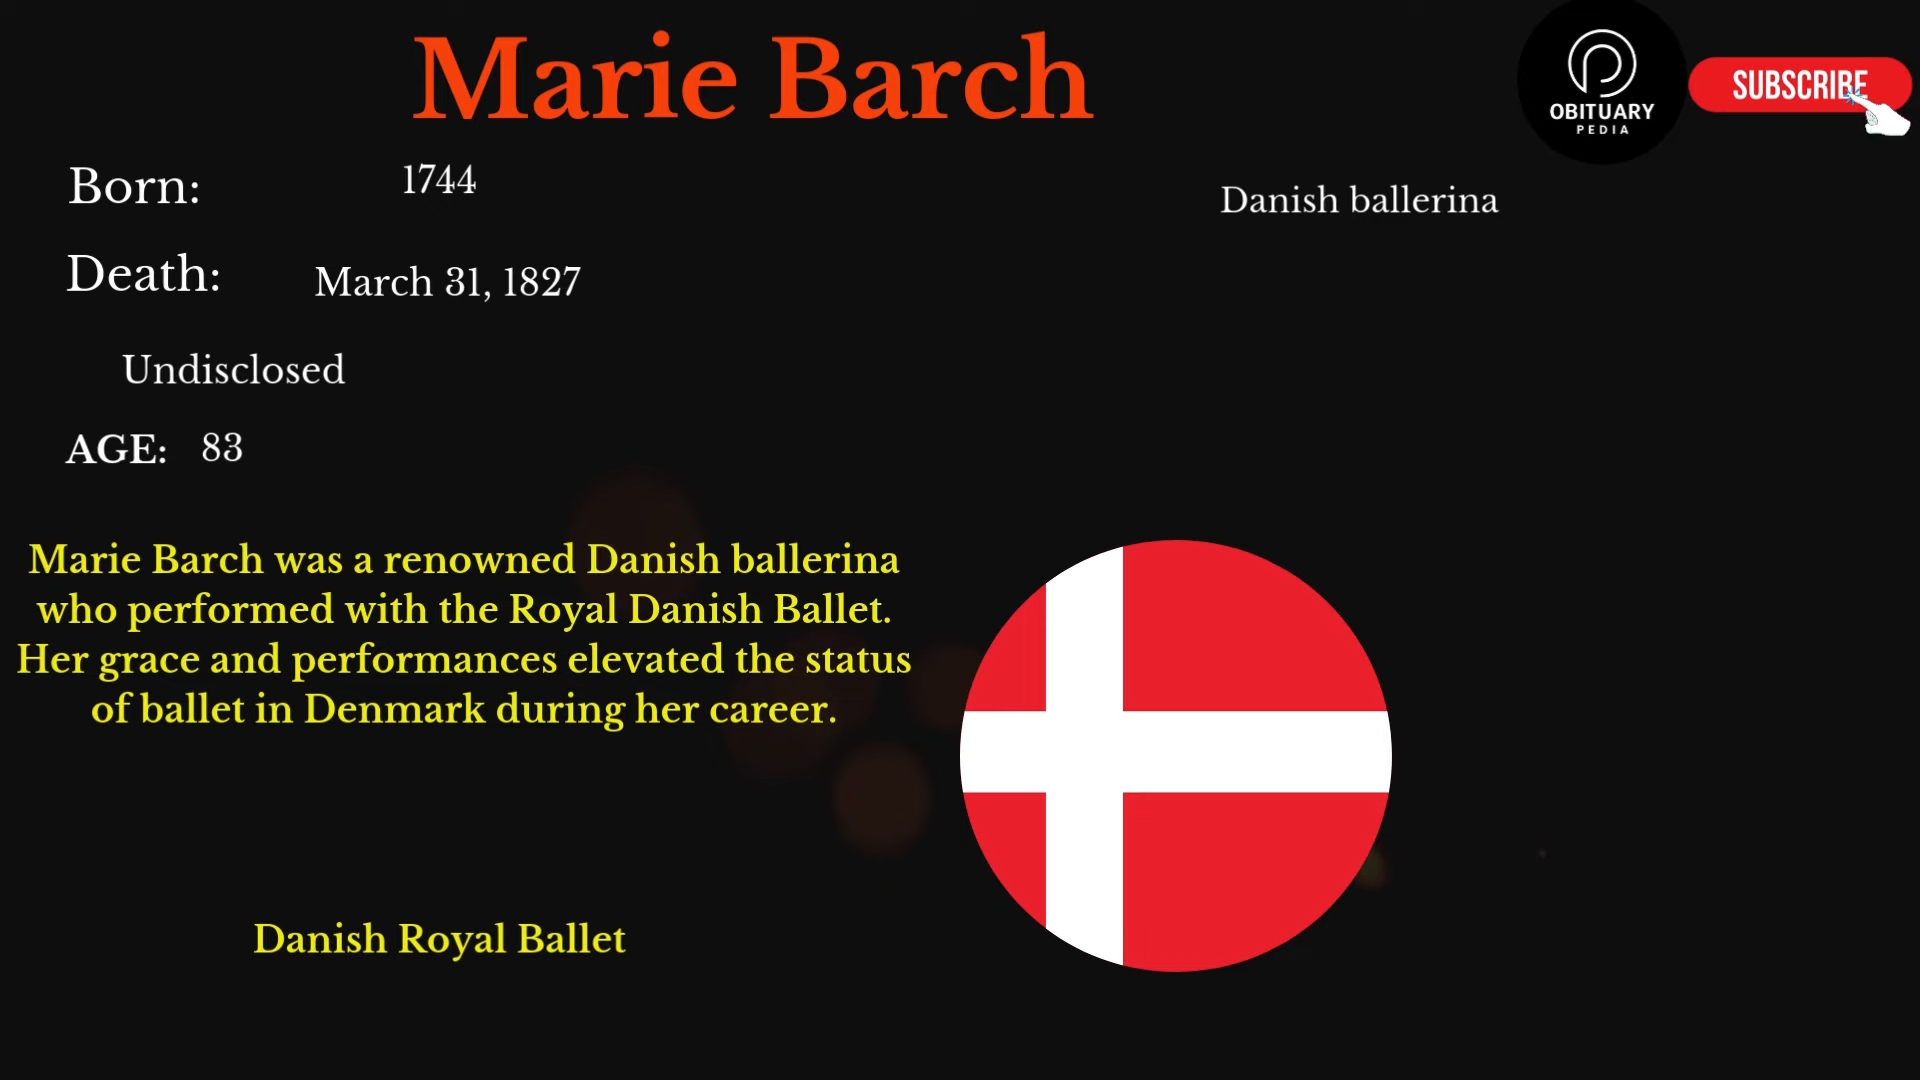 Marie Barch
OBITUARY
PEDIA
SUBSCRIBE
Born: 1744
Danish ballerina
Death: March 31, 1827
Undisclosed
AGE: 83
Marie Barch was a renowned Danish ballerina
who performed with the Royal Danish Ballet.
Her grace and performances elevated the status
of ballet in Denmark during her career.
Danish Royal Ballet